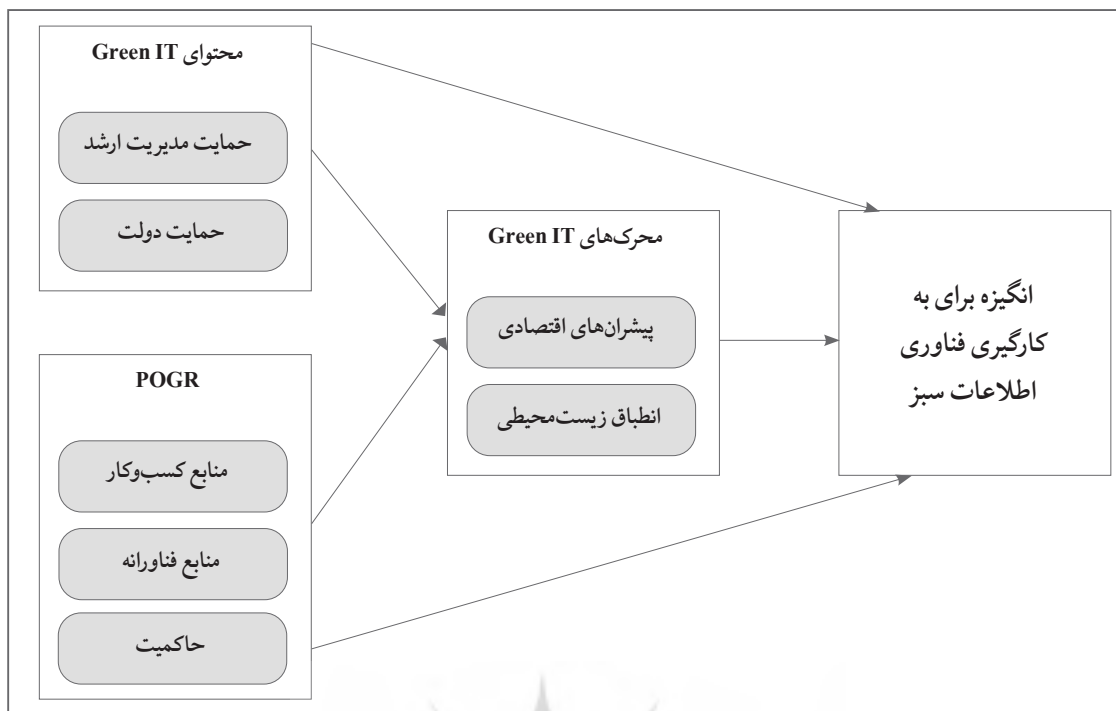 محتوای Green IT
حمایت مدیریت ارشد
حمایت دولت
POGR
منابع کسب‌وکار
منابع فناورانه
حاکمیت
محرک‌های Green IT
پیشران‌های اقتصادی
انطباق زیست‌محیطی
انگیزه برای به
کارگیری فناوری
اطلاعات سبز